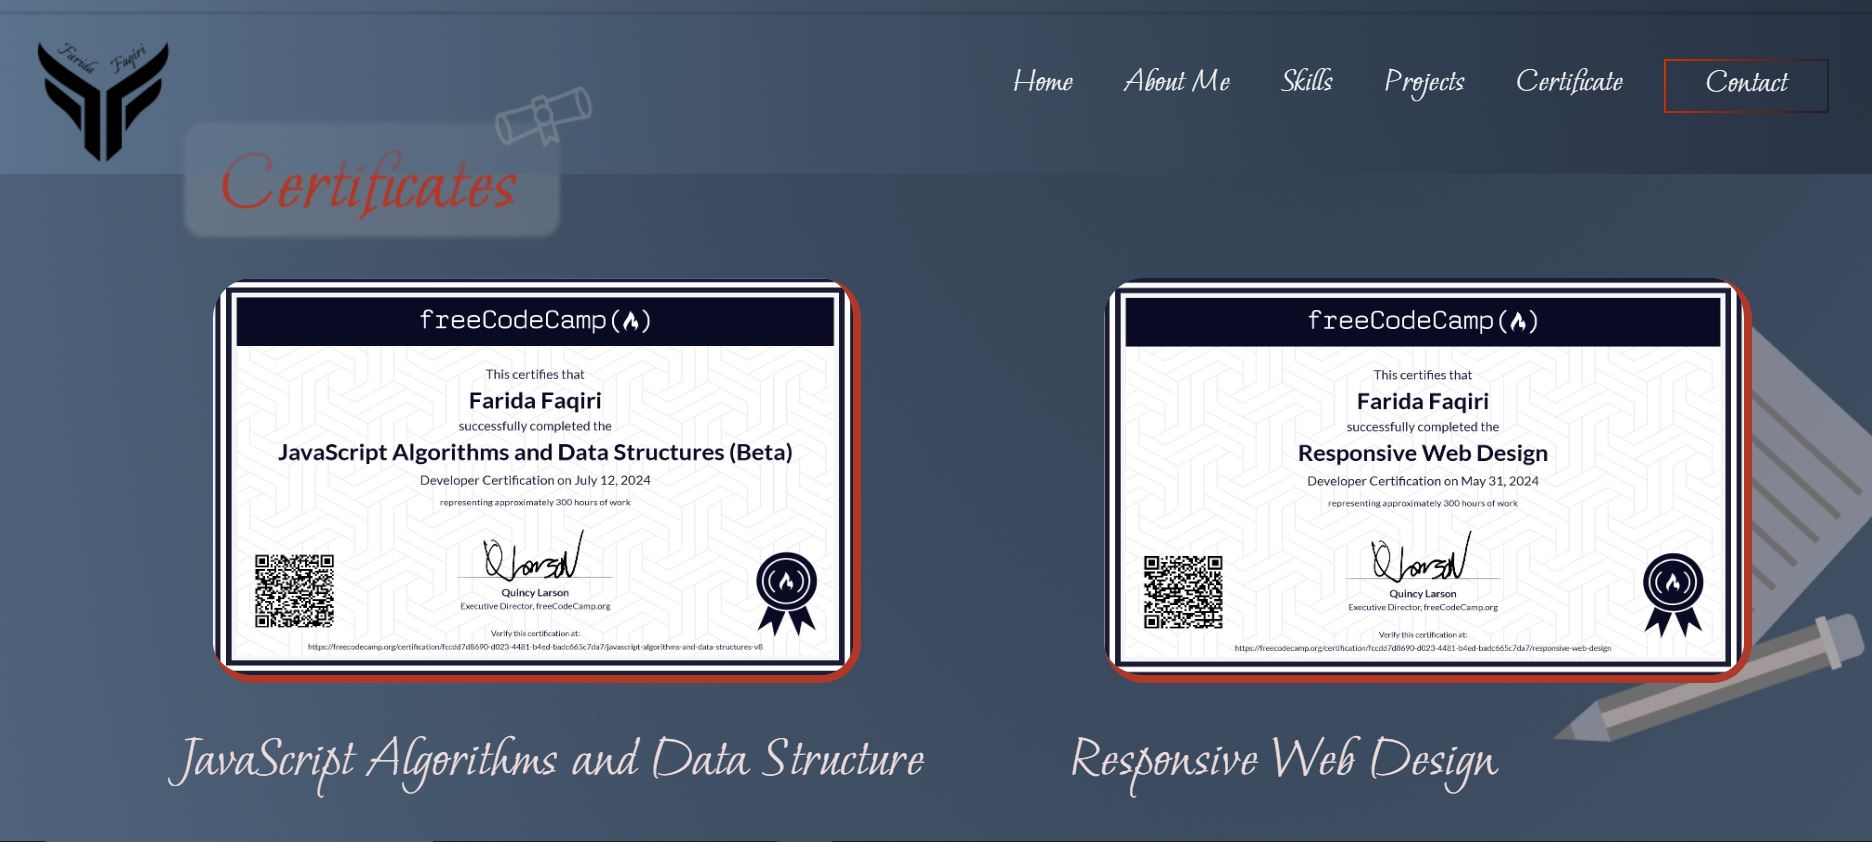 Farida Faqiri
Home About Me Skills Projects Certificate Contact
Certificates
freeCodeCamp(🔥)
This certifies that
Farida Faqiri
successfully completed the
JavaScript Algorithms and Data Structures (Beta)
Developer Certification on July 12, 2024
representing approximately 300 hours of work
Quincy Larson
Executive Director, freeCodeCamp.org
Verify this certification at:
https://freecodecamp.org/certification/fccdd7d8690-d023-4481-b4ed-badc665c7da7/javascript-algorithms-and-data-structures-v8
JavaScript Algorithms and Data Structure
freeCodeCamp(🔥)
This certifies that
Farida Faqiri
successfully completed the
Responsive Web Design
Developer Certification on May 31, 2024
representing approximately 300 hours of work
Quincy Larson
Executive Director, freeCodeCamp.org
Verify this certification at:
https://freecodecamp.org/certification/fccdd7d8690-d023-4481-b4ed-badc665c7da7/responsive-web-design
Responsive Web Design